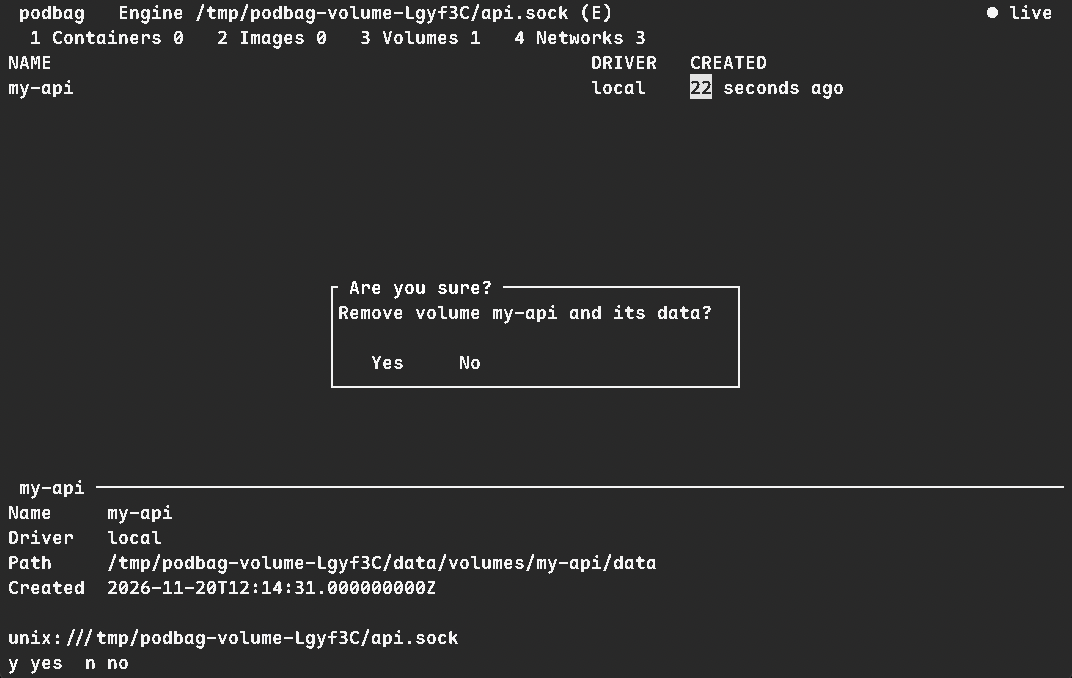 podbag   Engine /tmp/podbag-volume-Lgyf3C/api.sock (E)   ● live
1 Containers 0   2 Images 0   3 Volumes 1   4 Networks 3
NAME   DRIVER   CREATED
my-api   local   22 seconds ago
Are you sure?
Remove volume my-api and its data?
Yes     No
my-api
Name     my-api
Driver   local
Path     /tmp/podbag-volume-Lgyf3C/data/volumes/my-api/data
Created  2026-11-20T12:14:31.000000000Z
unix:///tmp/podbag-volume-Lgyf3C/api.sock
y yes  n no